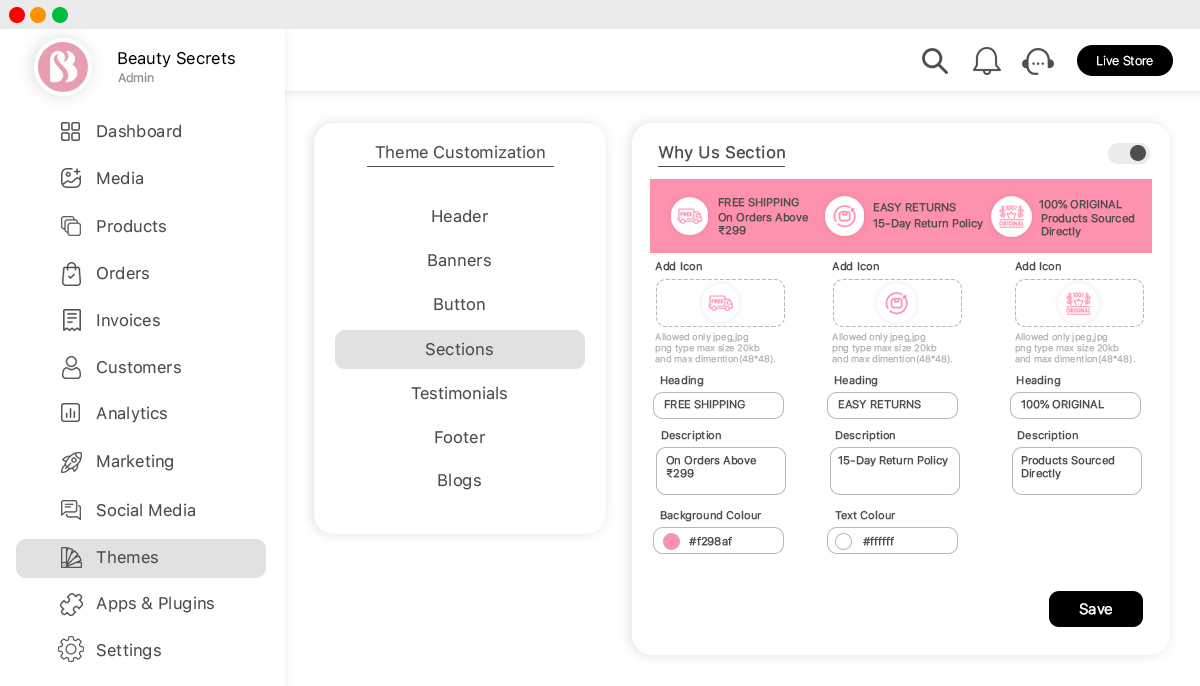 Beauty Secrets
Admin
Live Store
Dashboard
Media
Products
Orders
Invoices
Customers
Analytics
Marketing
Social Media
Themes
Apps & Plugins
Settings
Theme Customization
Header
Banners
Button
Sections
Testimonials
Footer
Blogs
Why Us Section
FREE
FREE SHIPPING
On Orders Above
₹299
EASY RETURNS
15-Day Return Policy
100%
ORIGINAL
100% ORIGINAL
Products Sourced
Directly
Add Icon
Add Icon
Add Icon
FREE
100%
ORIGINAL
Allowed only jpeg,jpg
png type max size 20kb
and max dimention(48*48).
Allowed only jpeg,jpg
png type max size 20kb
and max dimention(48*48).
Allowed only jpeg,jpg
png type max size 20kb
and max dimention(48*48).
Heading
Heading
Heading
FREE SHIPPING
EASY RETURNS
100% ORIGINAL
Description
Description
Description
On Orders Above
₹299
15-Day Return Policy
Products Sourced
Directly
Background Colour
Text Colour
#f298af
#ffffff
Save